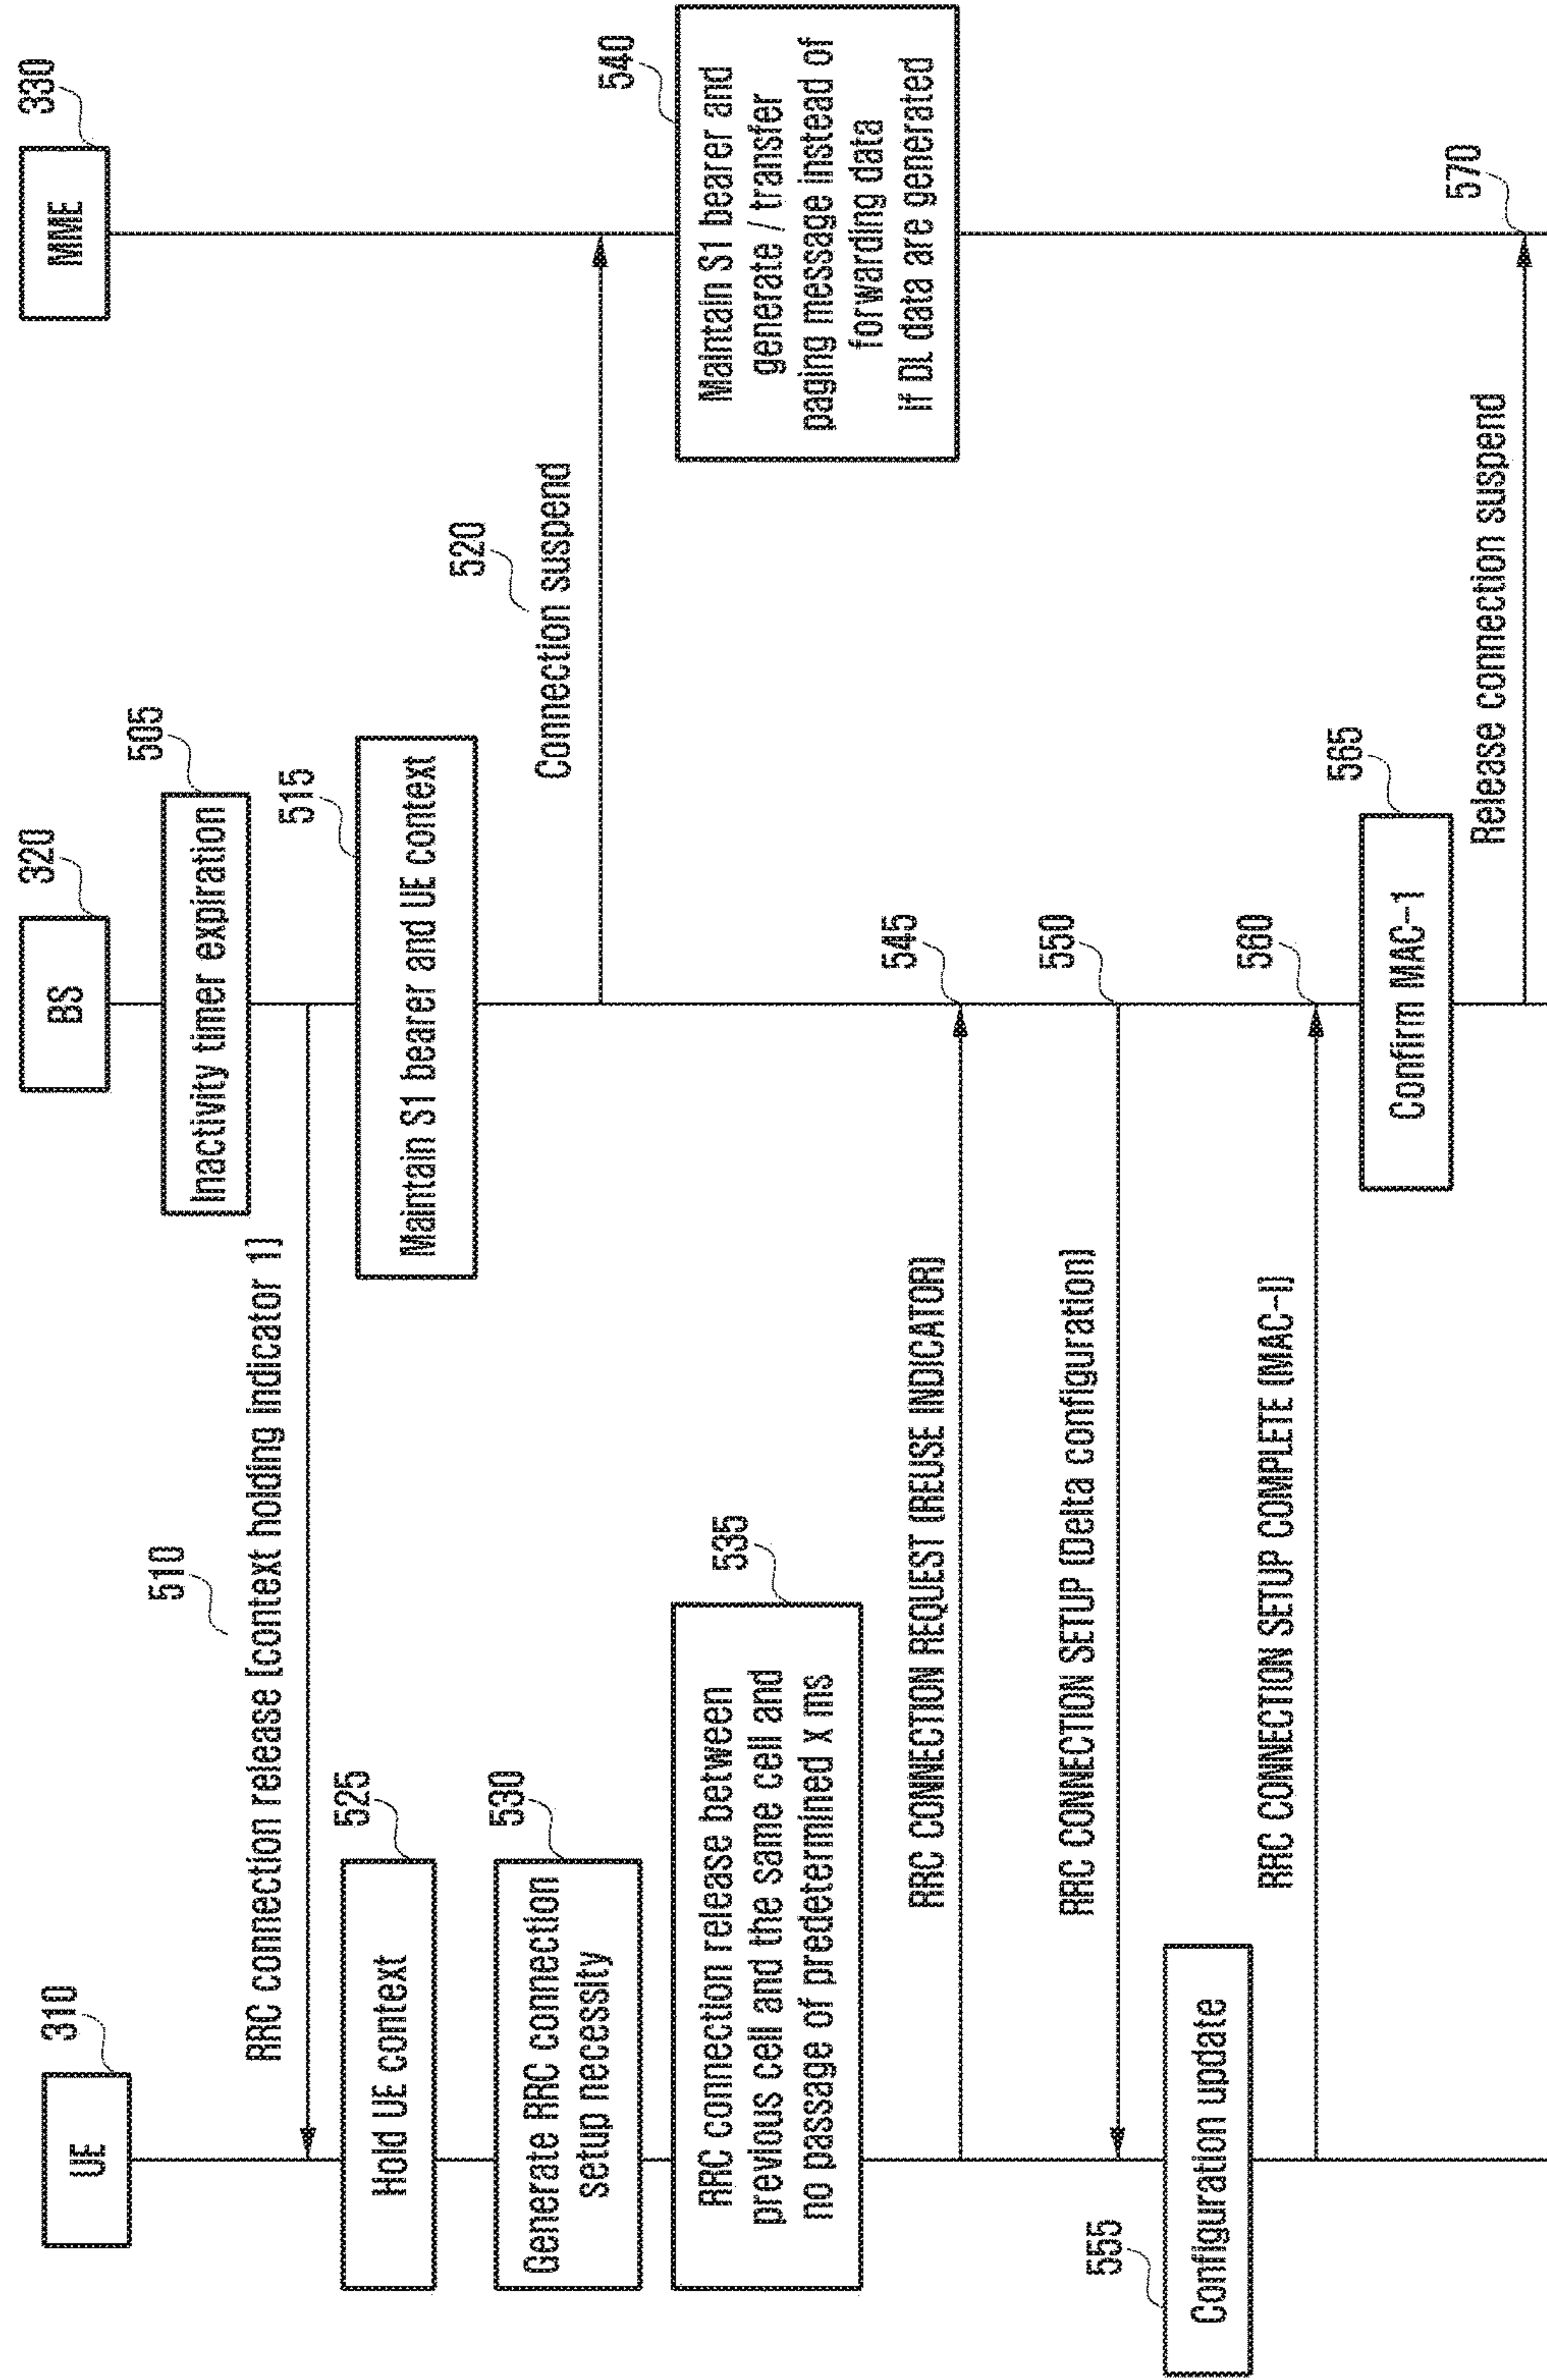 UE
310
BS
320
MME
330
Inactivity timer expiration
505
510
RRC connection release [context holding indicator 1]
Maintain S1 bearer and UE context
515
520
Connection suspend
Hold UE context
525
Generate RRC connection
setup necessity
530
RRC connection release between
previous cell and the same cell and
no passage of predetermined x ms
535
Maintain S1 bearer and
generate / transfer
paging message instead of
forwarding data
if DL data are generated
540
RRC CONNECTION REQUEST (REUSE INDICATOR)
545
RRC CONNECTION SETUP (Delta configuration)
550
555
Configuration update
RRC CONNECTION SETUP COMPLETE (MAC-I)
560
Confirm MAC-1
565
Release connection suspend
570